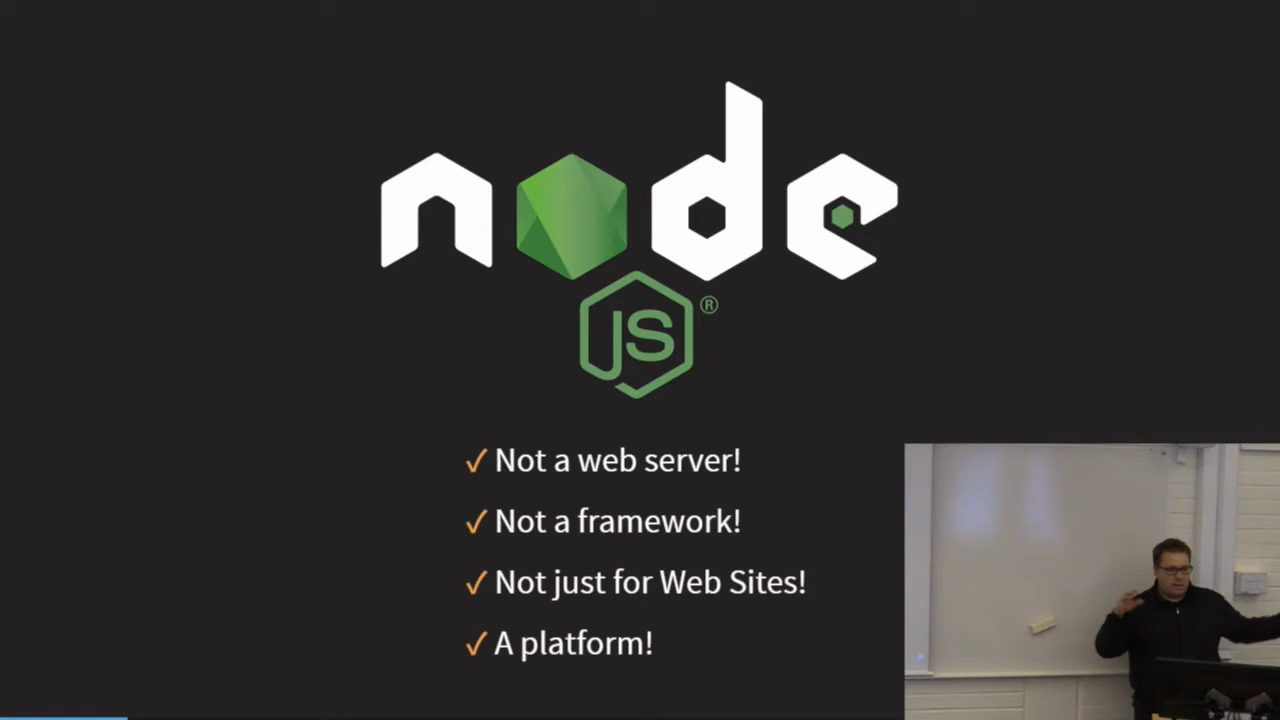 node
JS®
✓ Not a web server!
✓ Not a framework!
✓ Not just for Web Sites!
✓ A platform!